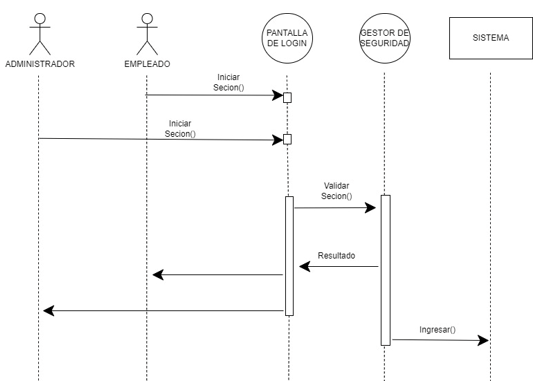 PANTALLA
DE LOGIN
GESTOR DE
SEGURIDAD
SISTEMA
ADMINISTRADOR
EMPLEADO
Iniciar
Secion()
Iniciar
Secion()
Validar
Secion()
Resultado
Ingresar()